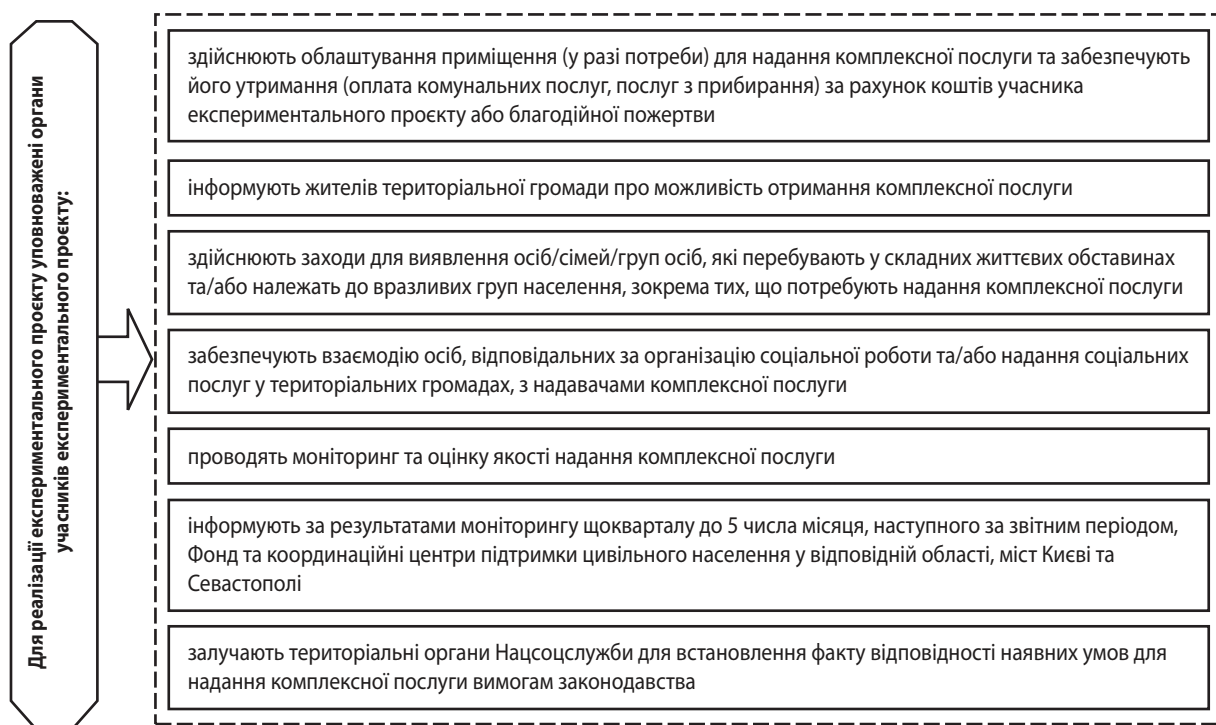 Для реалізації експериментального проєкту уповноважені органи
учасників експериментального проєкту:
здійснюють облаштування приміщення (у разі потреби) для надання комплексної послуги та забезпечують
його утримання (оплата комунальних послуг, послуг з прибирання) за рахунок коштів учасника
експериментального проєкту або благодійної пожертви
інформують жителів територіальної громади про можливість отримання комплексної послуги
здійснюють заходи для виявлення осіб/сімей/груп осіб, які перебувають у складних життєвих обставинах
та/або належать до вразливих груп населення, зокрема тих, що потребують надання комплексної послуги
забезпечують взаємодію осіб, відповідальних за організацію соціальної роботи та/або надання соціальних
послуг у територіальних громадах, з надавачами комплексної послуги
проводять моніторинг та оцінку якості надання комплексної послуги
інформують за результатами моніторингу щокварталу до 5 числа місяця, наступного за звітним періодом,
Фонд та координаційні центри підтримки цивільного населення у відповідній області, міст Києві та
Севастополі
залучають територіальні органи Нацсоцслужби для встановлення факту відповідності наявних умов для
надання комплексної послуги вимогам законодавства